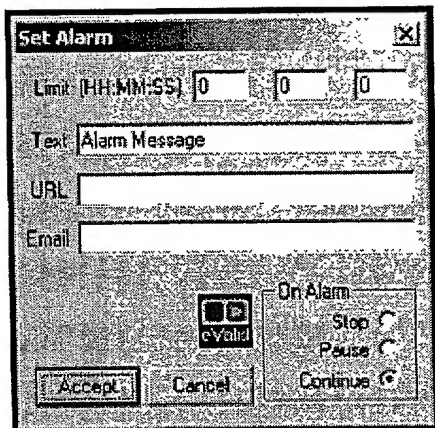 Set Alarm
Limit (HH:MM:SS) 0 0 0
Text Alarm Message
URL
Email
eValid
On Alarm
Stop
Pause
Continue
Accept Cancel